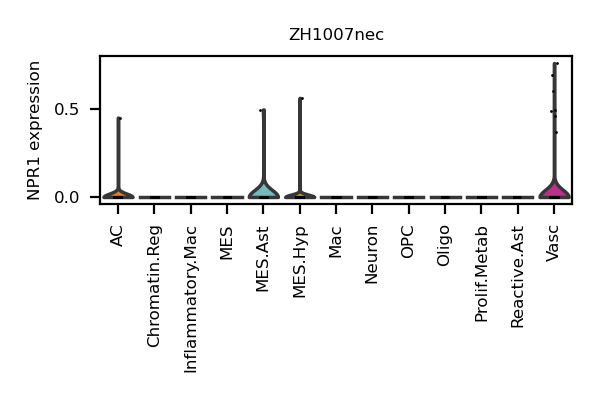 ZH1007nec
NPR1 expression
0.5
0.0
AC
Chromatin.Reg
Inflammatory.Mac
MES
MES.Ast
MES.Hyp
Mac
Neuron
OPC
Oligo
Prolif.Metab
Reactive.Ast
Vasc